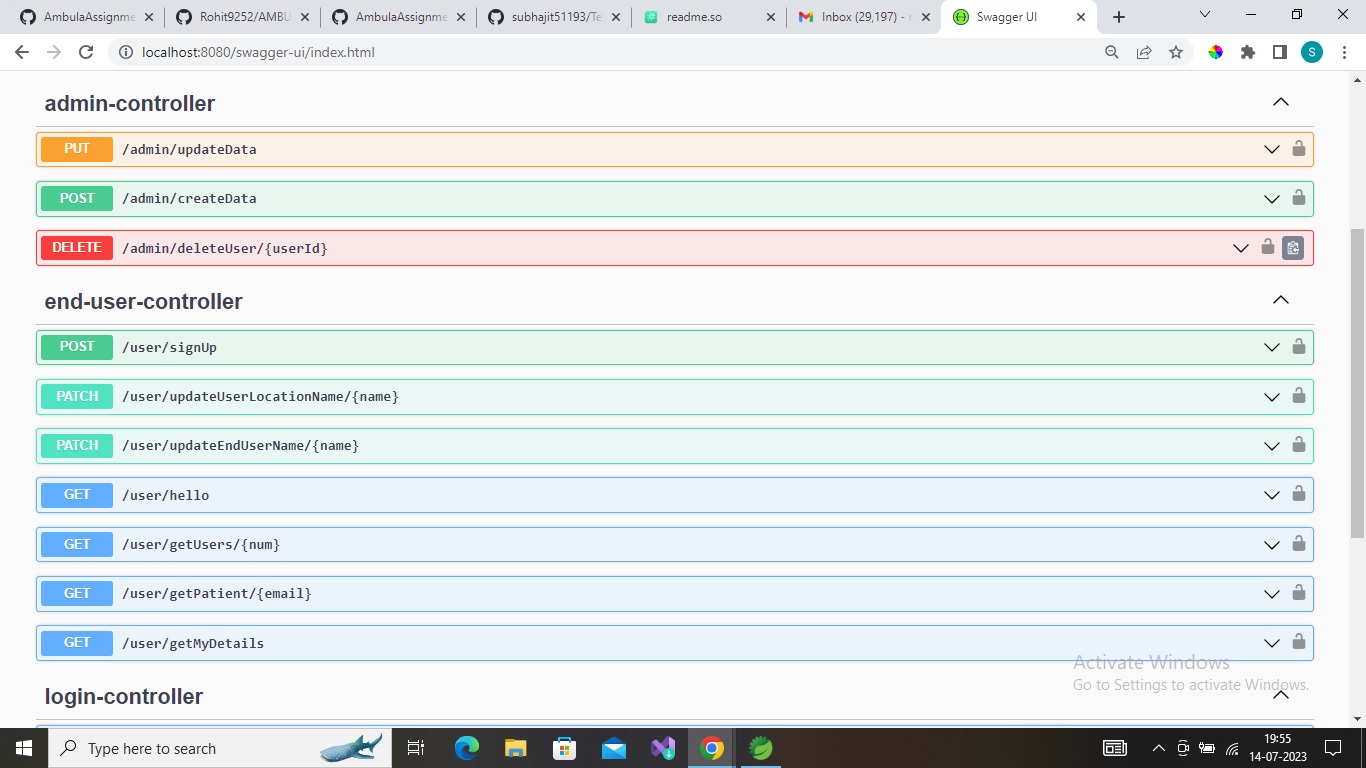 AmbulaAssignme
Rohit9252/AMBU
AmbulaAssignme
subhajit51193/Te
readme.so
Inbox (29,197) - r
Swagger UI
localhost:8080/swagger-ui/index.html
S
admin-controller
PUT /admin/updateData
POST /admin/createData
DELETE /admin/deleteUser/{userId}
end-user-controller
POST /user/signUp
PATCH /user/updateUserLocationName/{name}
PATCH /user/updateEndUserName/{name}
GET /user/hello
GET /user/getUsers/{num}
GET /user/getPatient/{email}
GET /user/getMyDetails
Activate Windows
Go to Settings to activate Windows.
login-controller
Type here to search
19:55
14-07-2023